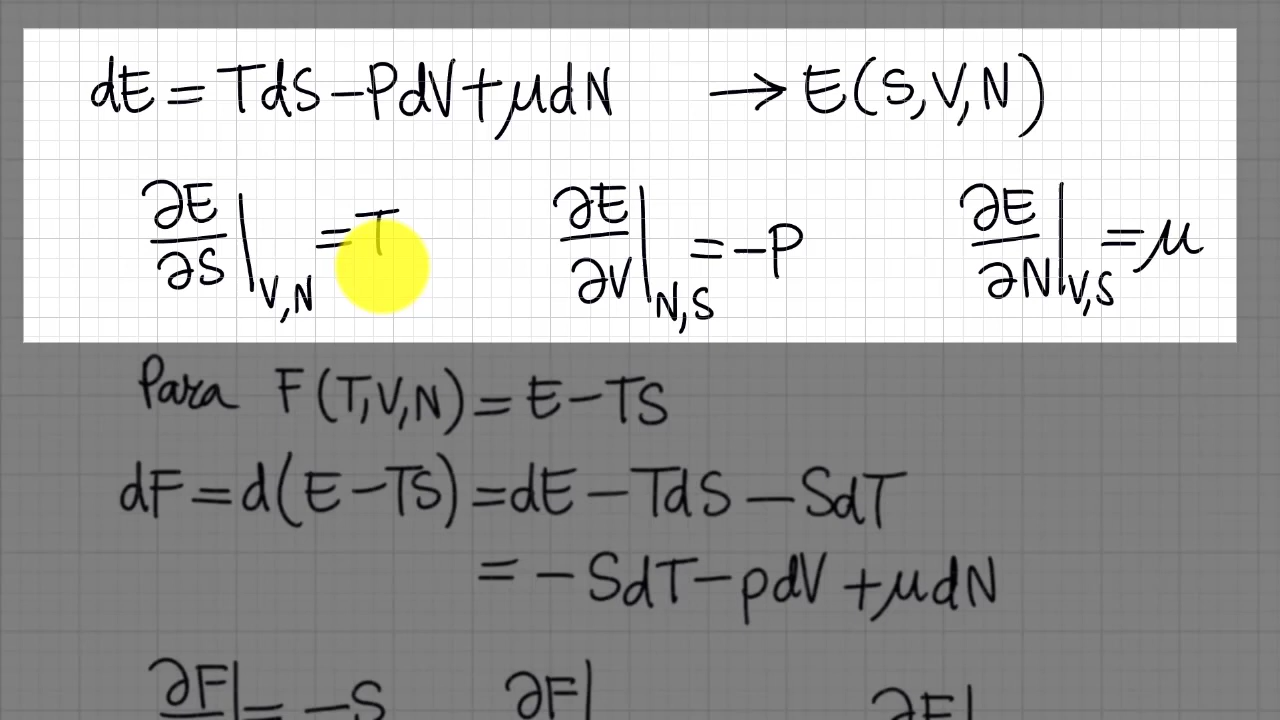 dE = TdS - PdV + μdN → E(S,V,N)
∂E/∂S|V,N = T ∂E/∂V|N,S = -P ∂E/∂N|V,S = μ
Para F(T,V,N) = E - TS
dF = d(E - TS) = dE - TdS - SdT
= - SdT - pdV + μdN
∂F| = -S ∂F| ∂F|